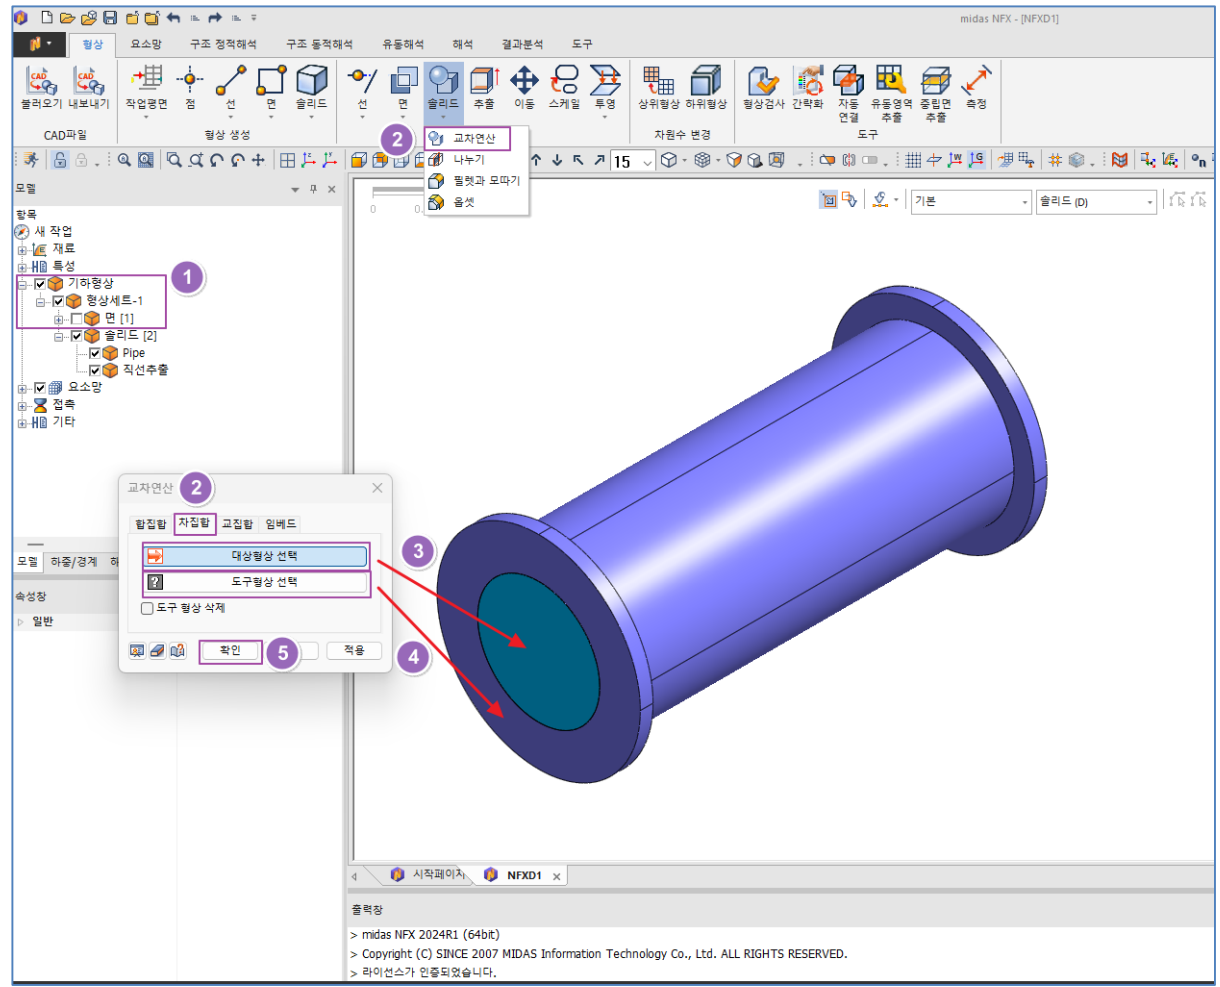 midas NFX - [NFXD1]
형상 요소망 구조 정적해석 구조 동적해석 유동해석 해석 결과분석 도구
CAD CAD
불러오기 내보내기 작업평면 점 선 면 솔리드 선 면 솔리드 추출 이동 스케일 투영 상위형상 하위형상 형상검사 간략화 자동 연결 유동영역 추출 중립면 추출 측정
CAD파일 형상 생성 2 교차연산 차원수 변경 도구
나누기
15
필렛과 모따기
옵셋
모델
0 0
기본 솔리드 (D)
항목
새 작업
재료
특성
1
기하형상
형상세트-1
면 [1]
솔리드 [2]
Pipe
직선추출
요소망
접촉
기타
교차연산 2
합집합 차집합 교집합 임베드
대상형상 선택
3
도구형상 선택
도구 형상 삭제
확인 5 적용
4
모델 하중/경계 해
속성창
일반
시작페이지 NFXD1
출력창
> midas NFX 2024R1 (64bit)
> Copyright (C) SINCE 2007 MIDAS Information Technology Co., Ltd. ALL RIGHTS RESERVED.
> 라이선스가 인증되었습니다.